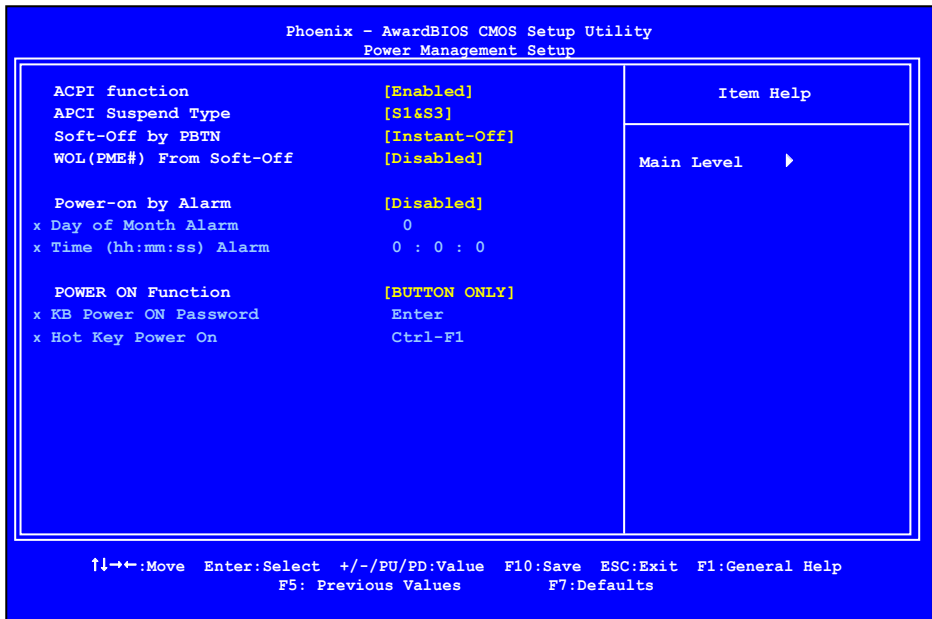 Phoenix – AwardBIOS CMOS Setup Utility
Power Management Setup
ACPI function [Enabled]
APCI Suspend Type [S1&S3]
Soft-Off by PBTN [Instant-Off]
WOL(PME#) From Soft-Off [Disabled]
Power-on by Alarm [Disabled]
x Day of Month Alarm 0
x Time (hh:mm:ss) Alarm 0 : 0 : 0
POWER ON Function [BUTTON ONLY]
x KB Power ON Password Enter
x Hot Key Power On Ctrl-F1
Item Help
Main Level
↑↓→←:Move Enter:Select +/-/PU/PD:Value F10:Save ESC:Exit F1:General Help
F5: Previous Values F7:Defaults